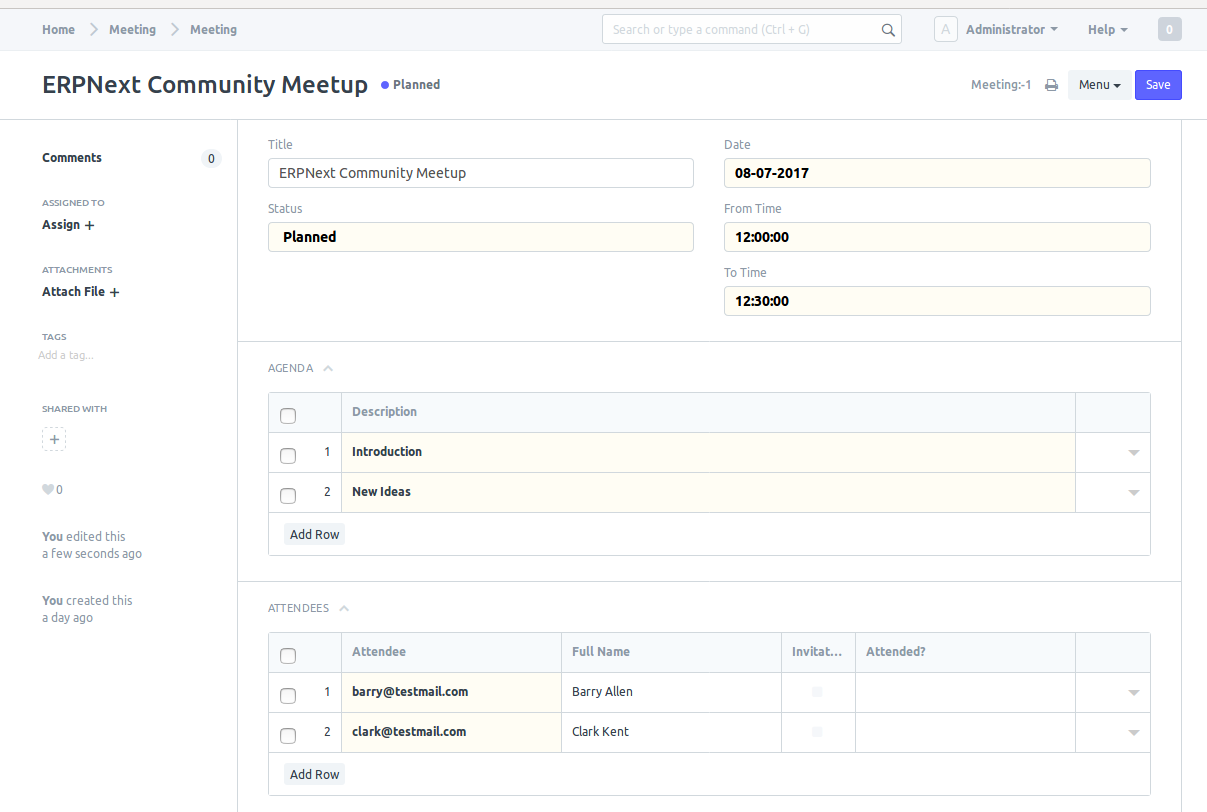 Home Meeting Meeting Search or type a command (Ctrl + G) A Administrator Help 0
ERPNext Community Meetup Planned Meeting:-1 Menu Save
Comments 0
ASSIGNED TO
Assign +
ATTACHMENTS
Attach File +
TAGS
Add a tag...
SHARED WITH
+
0
You edited this
a few seconds ago
You created this
a day ago
Title
ERPNext Community Meetup
Status
Planned
Date
08-07-2017
From Time
12:00:00
To Time
12:30:00
AGENDA
Description
1 Introduction
2 New Ideas
Add Row
ATTENDEES
Attendee Full Name Invitat... Attended?
1 barry@testmail.com Barry Allen
2 clark@testmail.com Clark Kent
Add Row